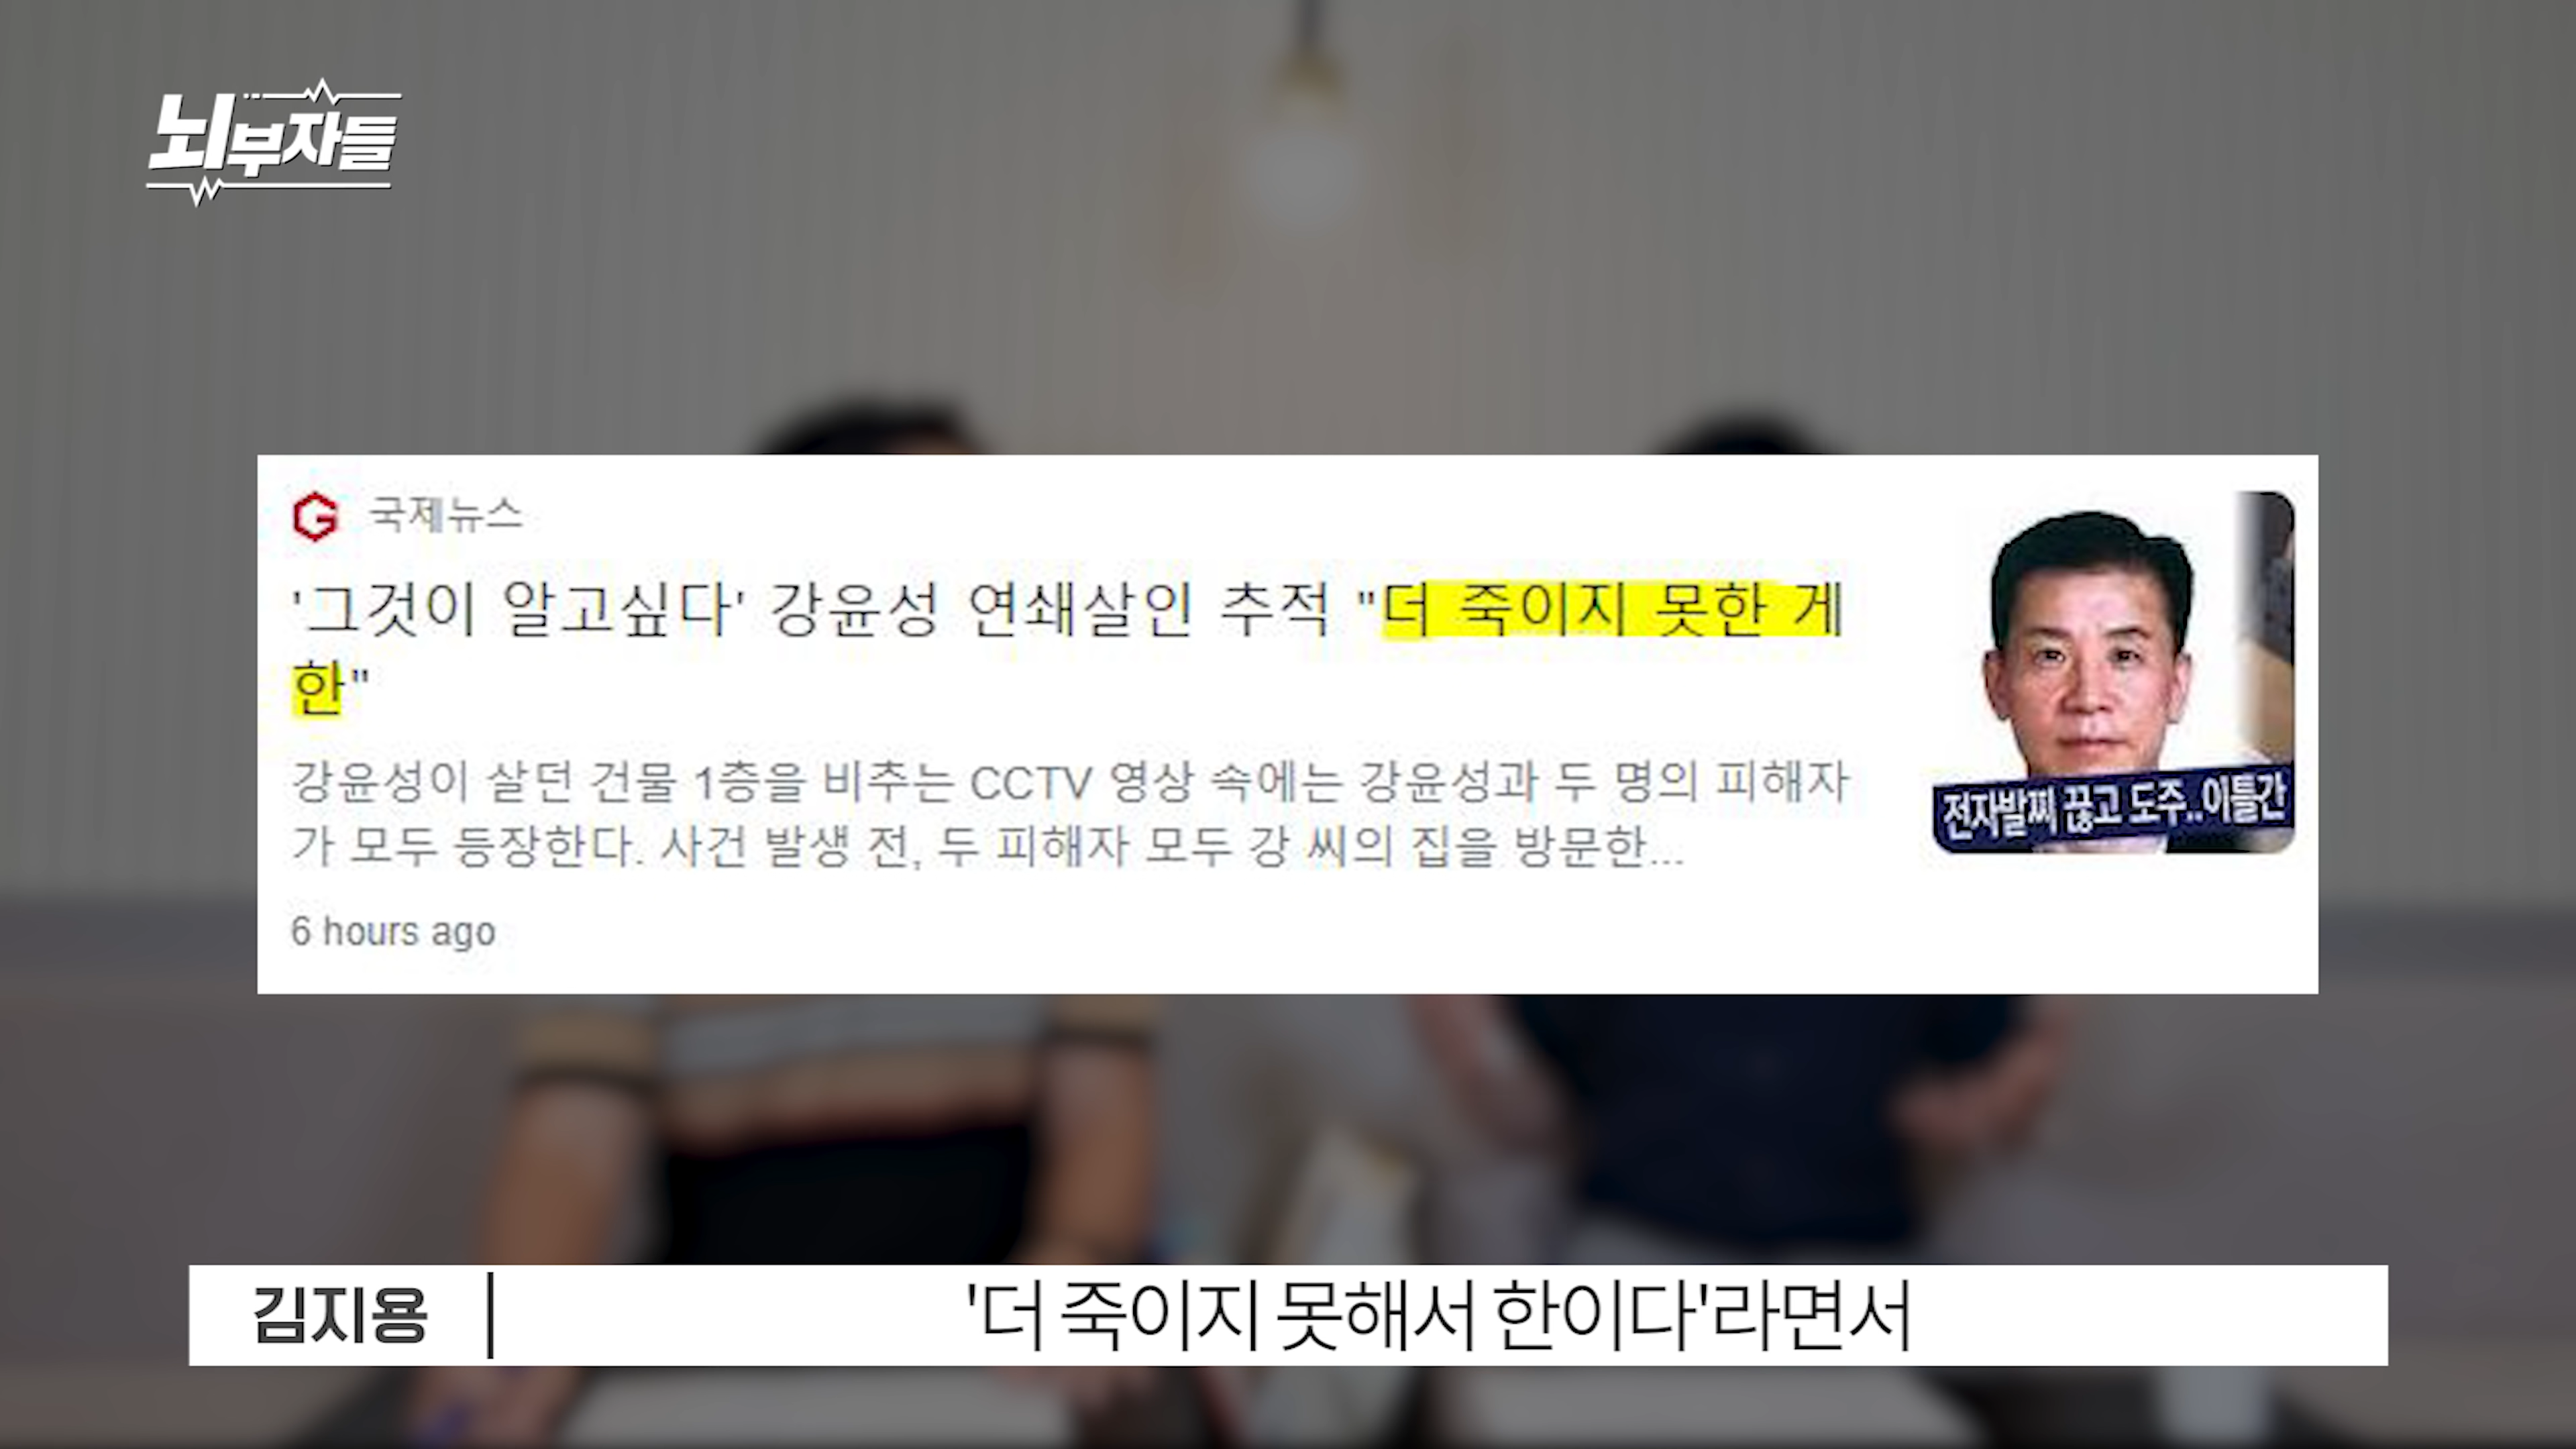 뇌부자들
국제뉴스
'그것이 알고싶다' 강윤성 연쇄살인 추적 "더 죽이지 못한 게
한"
강윤성이 살던 건물 1층을 비추는 CCTV 영상 속에는 강윤성과 두 명의 피해자
가 모두 등장한다. 사건 발생 전, 두 피해자 모두 강 씨의 집을 방문한...
전자발찌 끊고 도주..이틀간
6 hours ago
김지용
'더 죽이지 못해서 한이다'라면서